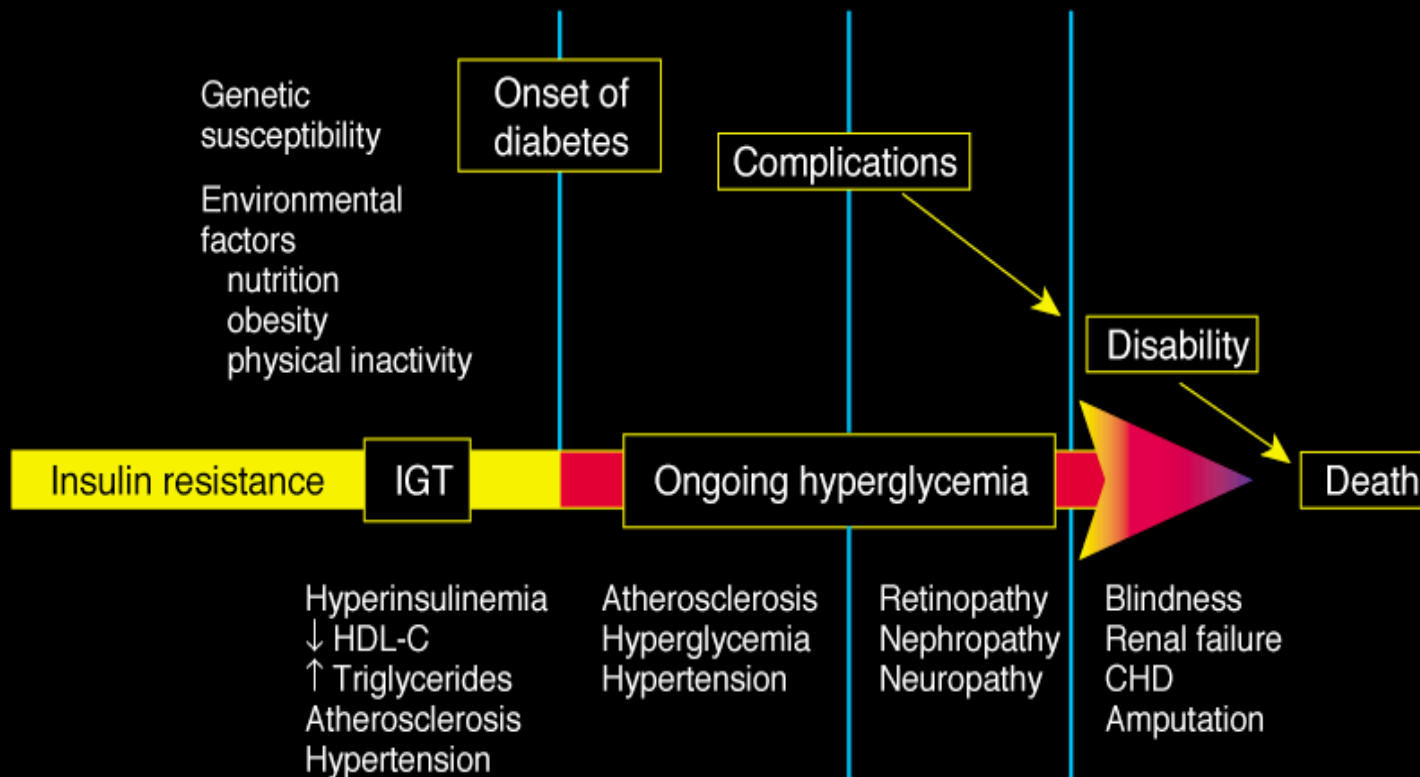 Genetic
susceptibility
Environmental
factors
nutrition
obesity
physical inactivity
Onset of
diabetes
Complications
Disability
Death
Insulin resistance
IGT
Ongoing hyperglycemia
Hyperinsulinemia
↓ HDL-C
↑ Triglycerides
Atherosclerosis
Hypertension
Atherosclerosis
Hyperglycemia
Hypertension
Retinopathy
Nephropathy
Neuropathy
Blindness
Renal failure
CHD
Amputation